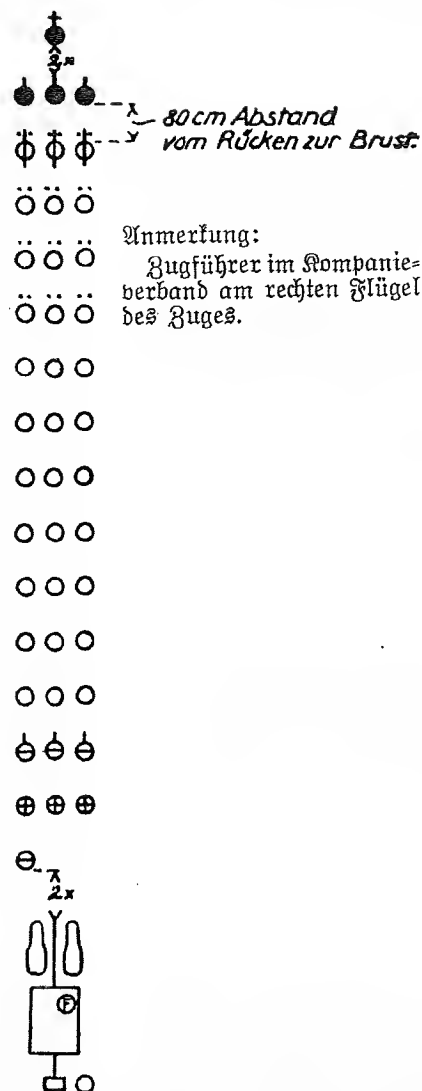 2x
80 cm Abstand
vom Rücken zur Brust.
Anmerkung:
Zugführer im Kompanie=
verband am rechten Flügel
des Zuges.
2x
F